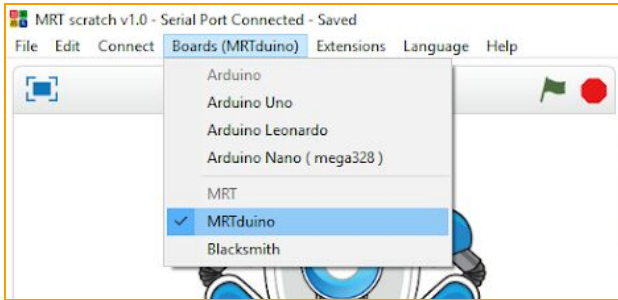 MRT scratch v1.0 - Serial Port Connected - Saved
File Edit Connect Boards (MRTduino) Extensions Language Help
Arduino
Arduino Uno
Arduino Leonardo
Arduino Nano ( mega328 )
MRT
MRTduino
Blacksmith